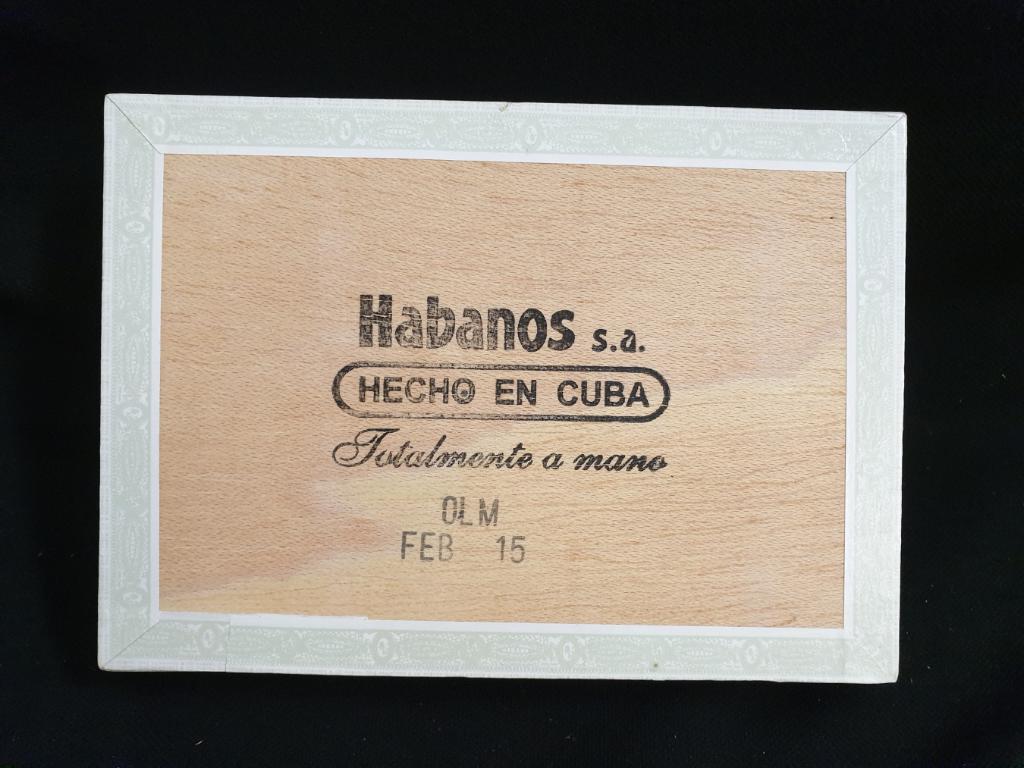 Habanos s.a.
HECHO EN CUBA
Totalmente a mano
OLM
FEB 15